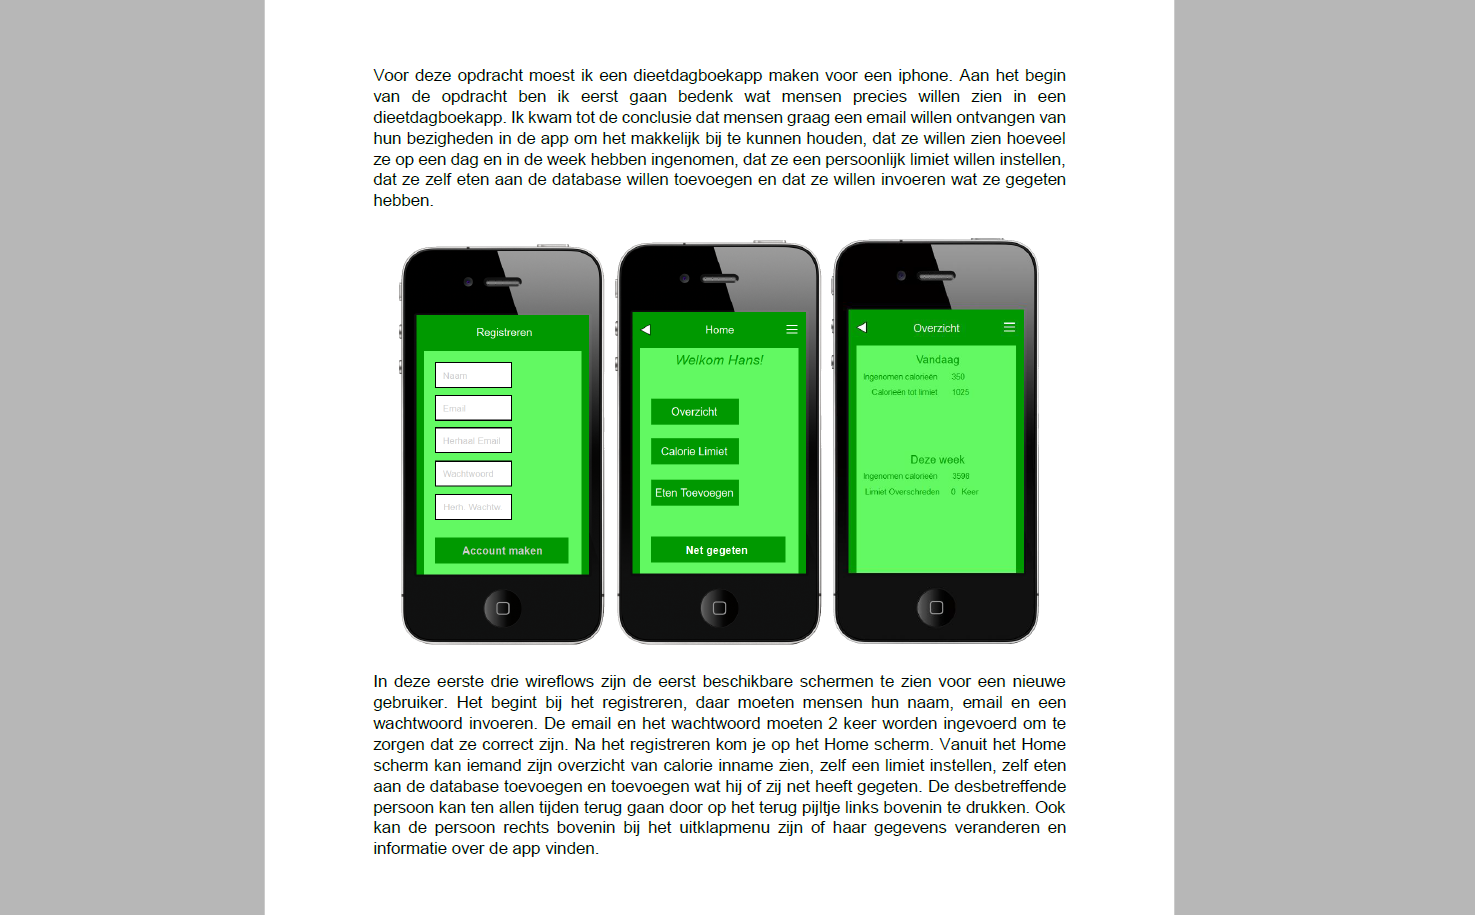 Voor deze opdracht moest ik een dieetdagboekapp maken voor een iphone. Aan het begin
van de opdracht ben ik eerst gaan bedenk wat mensen precies willen zien in een
dieetdagboekapp. Ik kwam tot de conclusie dat mensen graag een email willen ontvangen van
hun bezigheden in de app om het makkelijk bij te kunnen houden, dat ze willen zien hoeveel
ze op een dag en in de week hebben ingenomen, dat ze een persoonlijk limiet willen instellen,
dat ze zelf eten aan de database willen toevoegen en dat ze willen invoeren wat ze gegeten
hebben.
Registreren
Naam
Email
Herhaal Email
Wachtwoord
Herh. Wachtw.
Account maken
Home
Welkom Hans!
Overzicht
Calorie Limiet
Eten Toevoegen
Net gegeten
Overzicht
Vandaag
Ingenomen calorieën 350
Calorieën tot limiet 1025
Deze week
Ingenomen calorieën 3598
Limiet Overschreden 0 Keer
In deze eerste drie wireflows zijn de eerst beschikbare schermen te zien voor een nieuwe
gebruiker. Het begint bij het registreren, daar moeten mensen hun naam, email en een
wachtwoord invoeren. De email en het wachtwoord moeten 2 keer worden ingevoerd om te
zorgen dat ze correct zijn. Na het registreren kom je op het Home scherm. Vanuit het Home
scherm kan iemand zijn overzicht van calorie inname zien, zelf een limiet instellen, zelf eten
aan de database toevoegen en toevoegen wat hij of zij net heeft gegeten. De desbetreffende
persoon kan ten allen tijden terug gaan door op het terug pijltje links bovenin te drukken. Ook
kan de persoon rechts bovenin bij het uitklapmenu zijn of haar gegevens veranderen en
informatie over de app vinden.